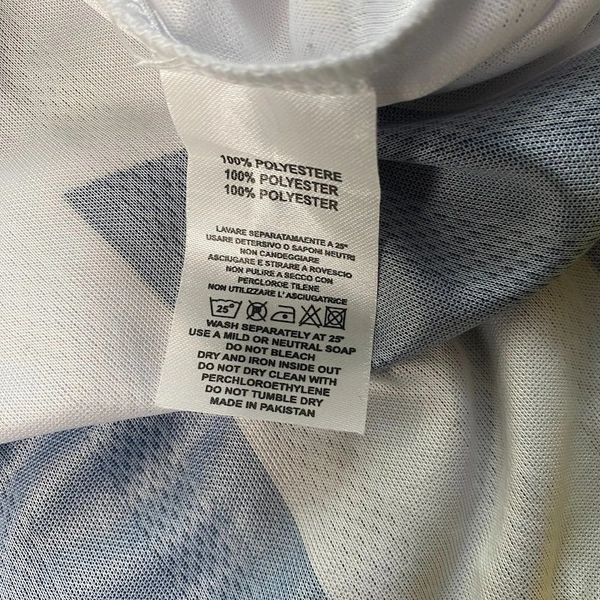 100% POLYESTERE
100% POLYESTER
100% POLYESTER
LAVARE SEPARATAMAENTE A 25°
USARE DETERSIVO O SAPONI NEUTRI
NON CANDEGGIARE
ASCIUGARE E STIRARE A ROVESCIO
NON PULIRE A SECCO CON
PERCLOROE TILENE
NON UTILIZZARE L'ASCIUGATRICE
25°
WASH SEPARATELY AT 25°
USE A MILD OR NEUTRAL SOAP
DO NOT BLEACH
DRY AND IRON INSIDE OUT
DO NOT DRY CLEAN WITH
PERCHLOROETHYLENE
DO NOT TUMBLE DRY
MADE IN PAKISTAN